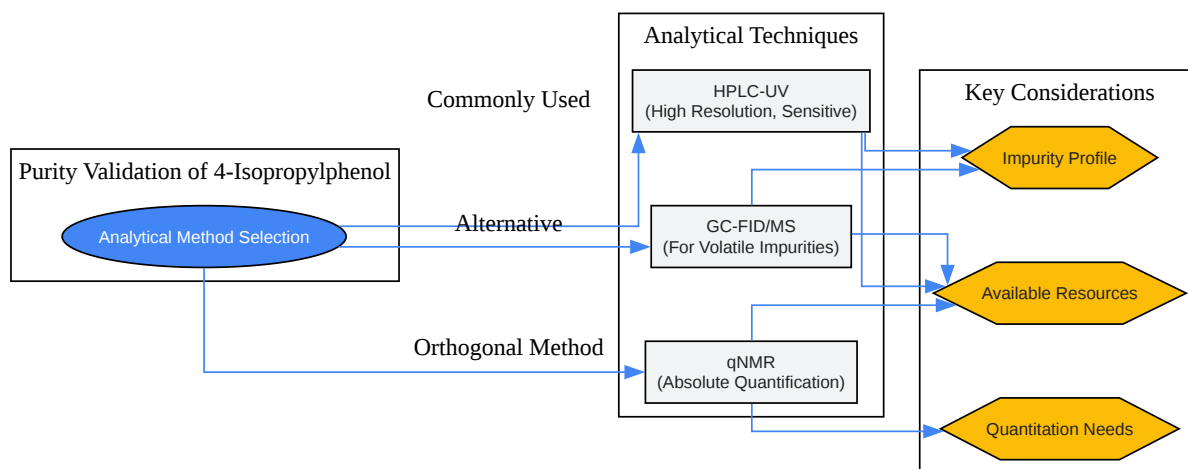 Purity Validation of 4-Isopropylphenol
Analytical Method Selection
Commonly Used
Alternative
Orthogonal Method
Analytical Techniques
HPLC-UV
(High Resolution, Sensitive)
GC-FID/MS
(For Volatile Impurities)
qNMR
(Absolute Quantification)
Key Considerations
Impurity Profile
Available Resources
Quantitation Needs